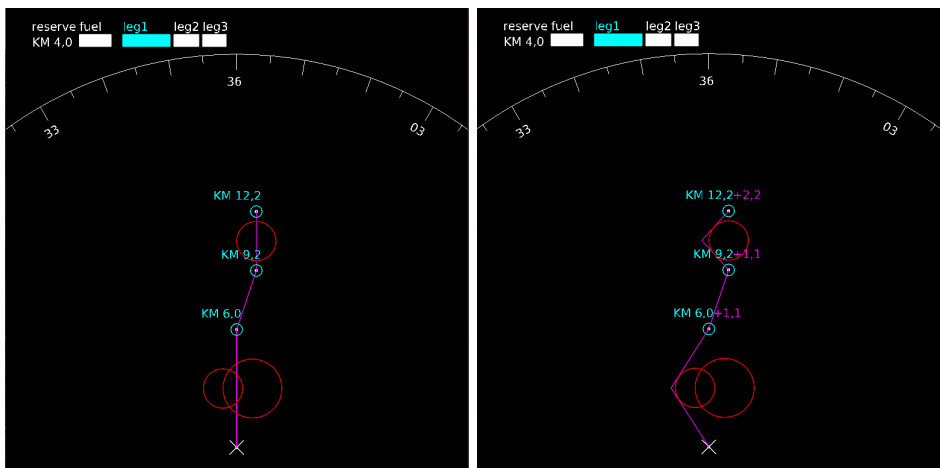 reserve fuel leg1 leg2 leg3
KM 4,0
36
33
03
KM 12,2
KM 9,2
KM 6,0
reserve fuel leg1 leg2 leg3
KM 4,0
36
33
03
KM 12,2+2,2
KM 9,2+1,1
KM 6,0+1,1